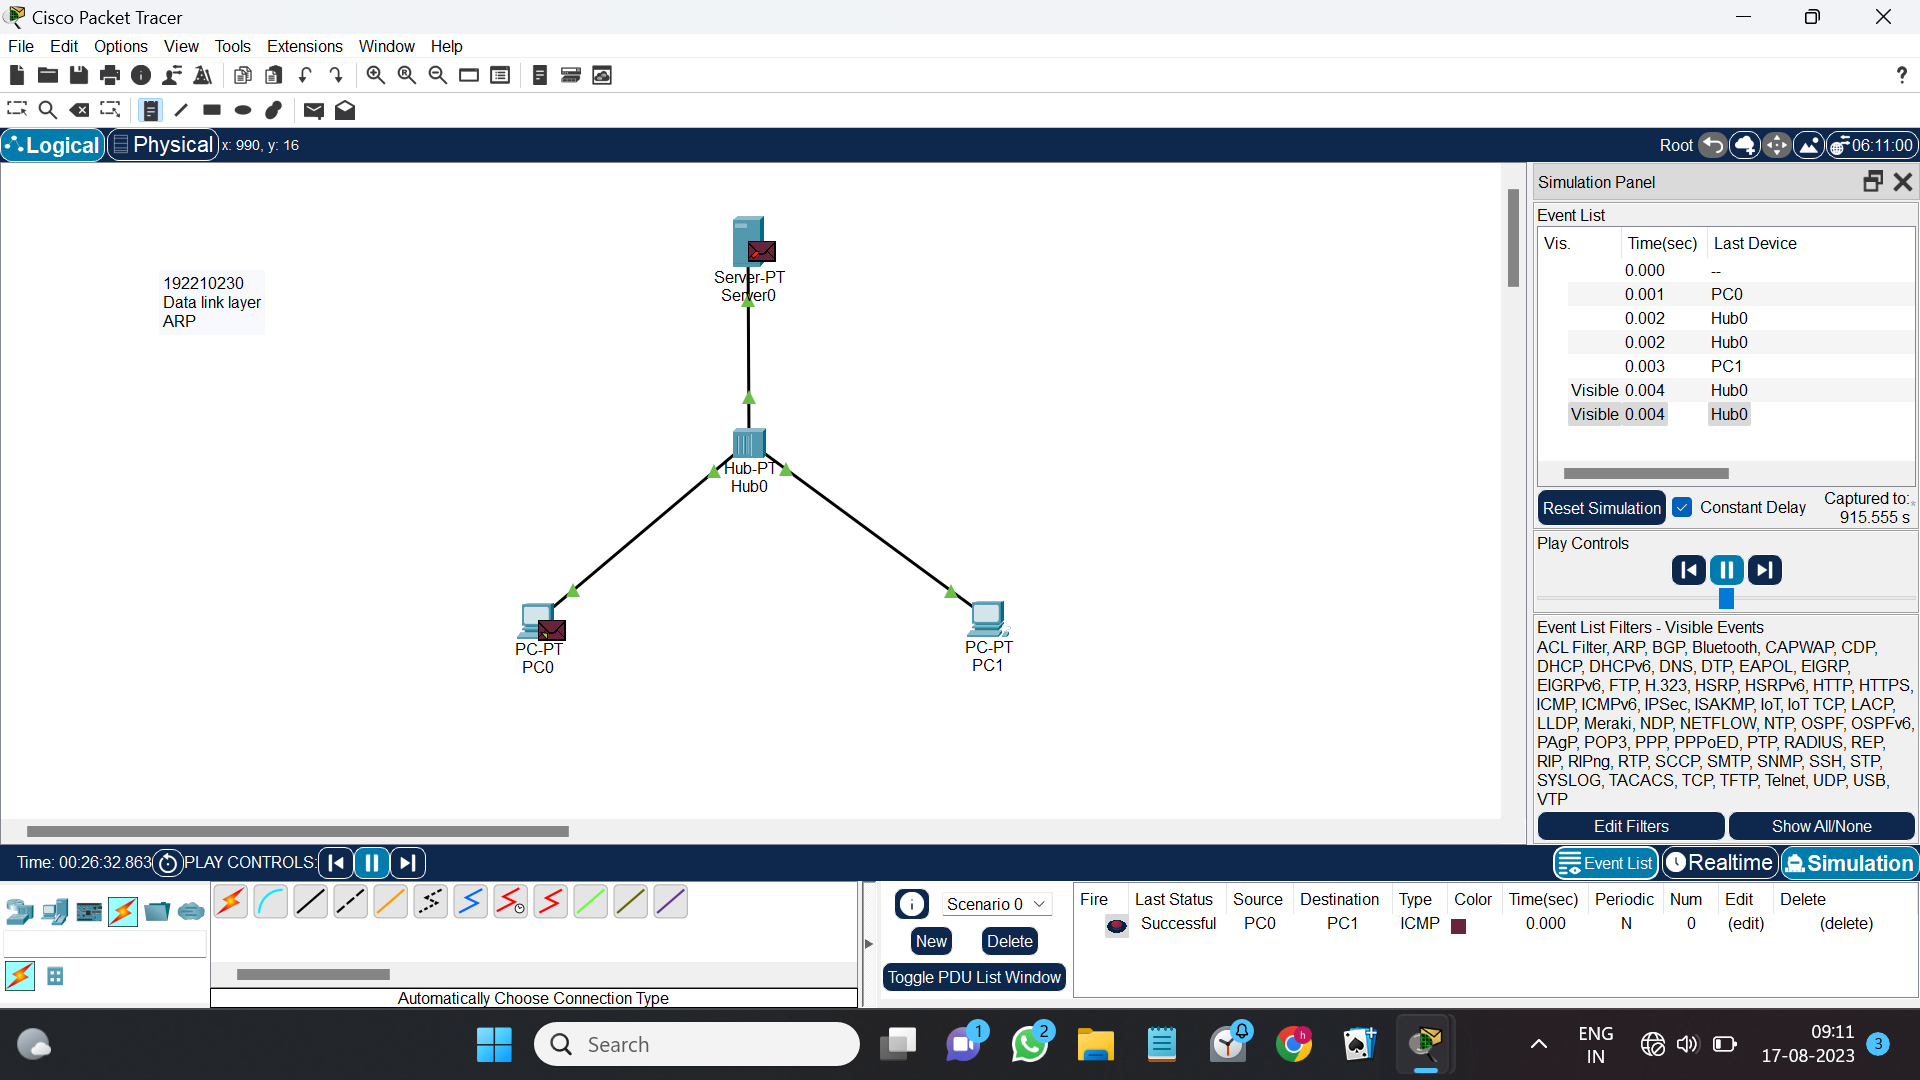 Cisco Packet Tracer
File Edit Options View Tools Extensions Window Help
?
Logical Physical x: 990, y: 16 Root 06:11:00
192210230
Data link layer
ARP
Server-PT
Server0
Hub-PT
Hub0
PC-PT
PC0
PC-PT
PC1
Simulation Panel
Event List
Vis. Time(sec) Last Device
0.000 --
0.001 PC0
0.002 Hub0
0.002 Hub0
0.003 PC1
Visible 0.004 Hub0
Visible 0.004 Hub0
Reset Simulation Constant Delay Captured to:
915.555 s
Play Controls
Event List Filters - Visible Events
ACL Filter, ARP, BGP, Bluetooth, CAPWAP, CDP,
DHCP, DHCPv6, DNS, DTP, EAPOL, EIGRP,
EIGRPv6, FTP, H.323, HSRP, HSRPv6, HTTP, HTTPS,
ICMP, ICMPv6, IPSec, ISAKMP, IoT, IoT TCP, LACP,
LLDP, Meraki, NDP, NETFLOW, NTP, OSPF, OSPFv6,
PAgP, POP3, PPP, PPPoED, PTP, RADIUS, REP,
RIP, RIPng, RTP, SCCP, SMTP, SNMP, SSH, STP,
SYSLOG, TACACS, TCP, TFTP, Telnet, UDP, USB,
VTP
Edit Filters Show All/None
Time: 00:26:32.863 PLAY CONTROLS: Event List Realtime Simulation
Automatically Choose Connection Type
Scenario 0
New Delete
Toggle PDU List Window
Fire Last Status Source Destination Type Color Time(sec) Periodic Num Edit Delete
Successful PC0 PC1 ICMP 0.000 N 0 (edit) (delete)
Search
1
2
h
ENG
IN
09:11
17-08-2023
3